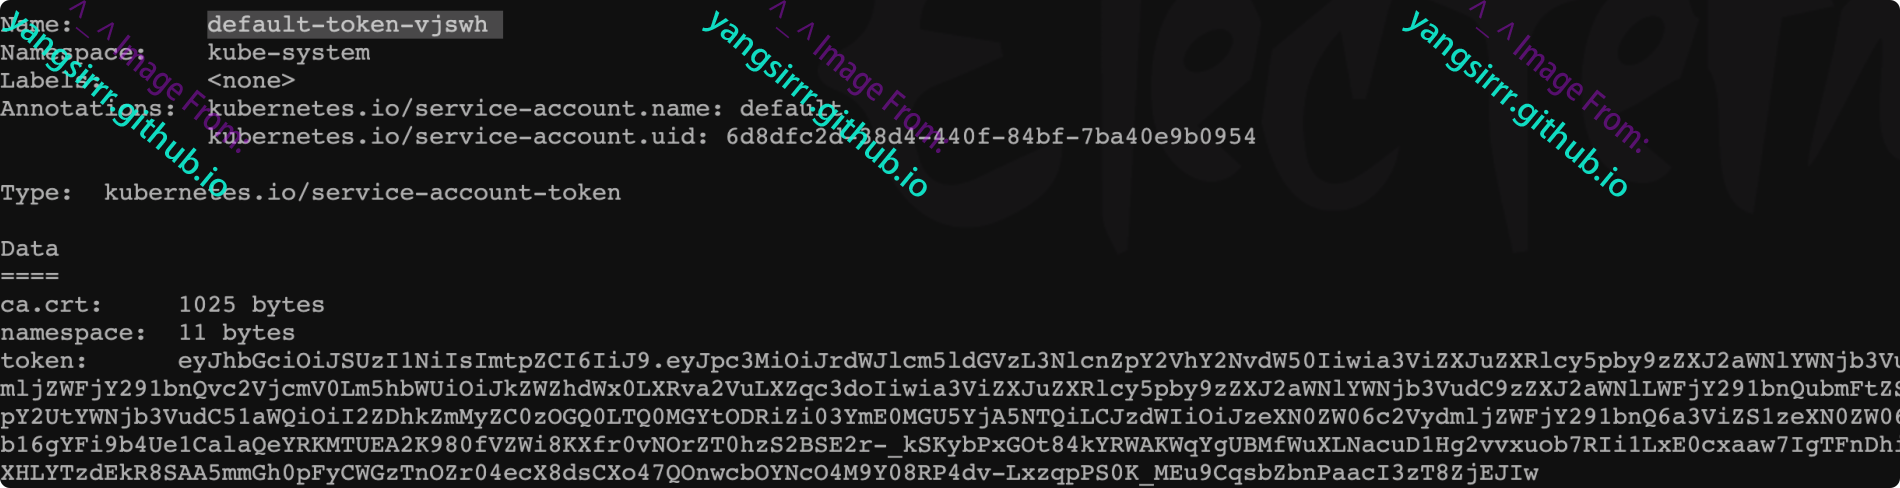 Name: default-token-vjswh
Namespace: kube-system
Labels: <none>
Annotations: kubernetes.io/service-account.name: default
kubernetes.io/service-account.uid: 6d8dfc2d-38d4-440f-84bf-7ba40e9b0954
Type: kubernetes.io/service-account-token
Data
====
ca.crt: 1025 bytes
namespace: 11 bytes
token: eyJhbGciOiJSUzI1NiIsImtpZCI6IiJ9.eyJpc3MiOiJrdWJlcm5ldGVzL3NlcnZpY2VhY2NvdW50Iiwia3ViZXJuZXRlcy5pby9zZXJ2aWNlYWNjb3Vu
mljZWFjY291bnQvc2VjcmV0Lm5hbWUiOiJkZWZhdWx0LXRva2VuLXZqc3doIiwia3ViZXJuZXRlcy5pby9zZXJ2aWNlYWNjb3VudC9zZXJ2aWNlLWFjY291bnQubmFtZS
pY2UtYWNjb3VudC51aWQiOiI2ZDhkZmMyZC0zOGQ0LTQ0MGYtODRiZi03YmE0MGU5YjA5NTQiLCJzdWIiOiJzeXN0ZW06c2VydmljZWFjY291bnQ6a3ViZS1zeXN0ZW06
b16gYFi9b4Ue1CalaQeYRKMTUEA2K980fVZWi8KXfr0vNOrZT0hzS2BSE2r-_kSKybPxGOt84kYRWAKWqYgUBMfWuXLNacuD1Hg2vvxuob7RIi1LxE0cxaaw7IgTFnDhi
XHLYTzdEkR8SAA5mmGh0pFyCWGzTnOZr04ecX8dsCXo47QOnwcbOYNcO4M9Y08RP4dv-LxzqpPS0K_MEu9CqsbZbnPaacI3zT8ZjEJIw
^_^Image From:
yangsirrr.github.io
^_^Image From:
yangsirrr.github.io
^_^Image From:
yangsirrr.github.io